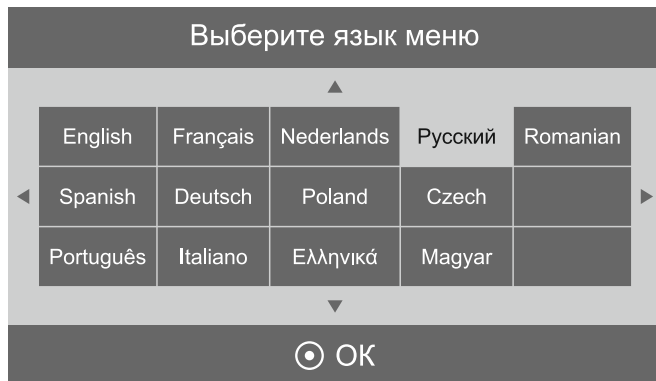 Выберите язык меню
English Français Nederlands Русский Romanian
Spanish Deutsch Poland Czech
Português Italiano Ελληνικά Magyar
OK